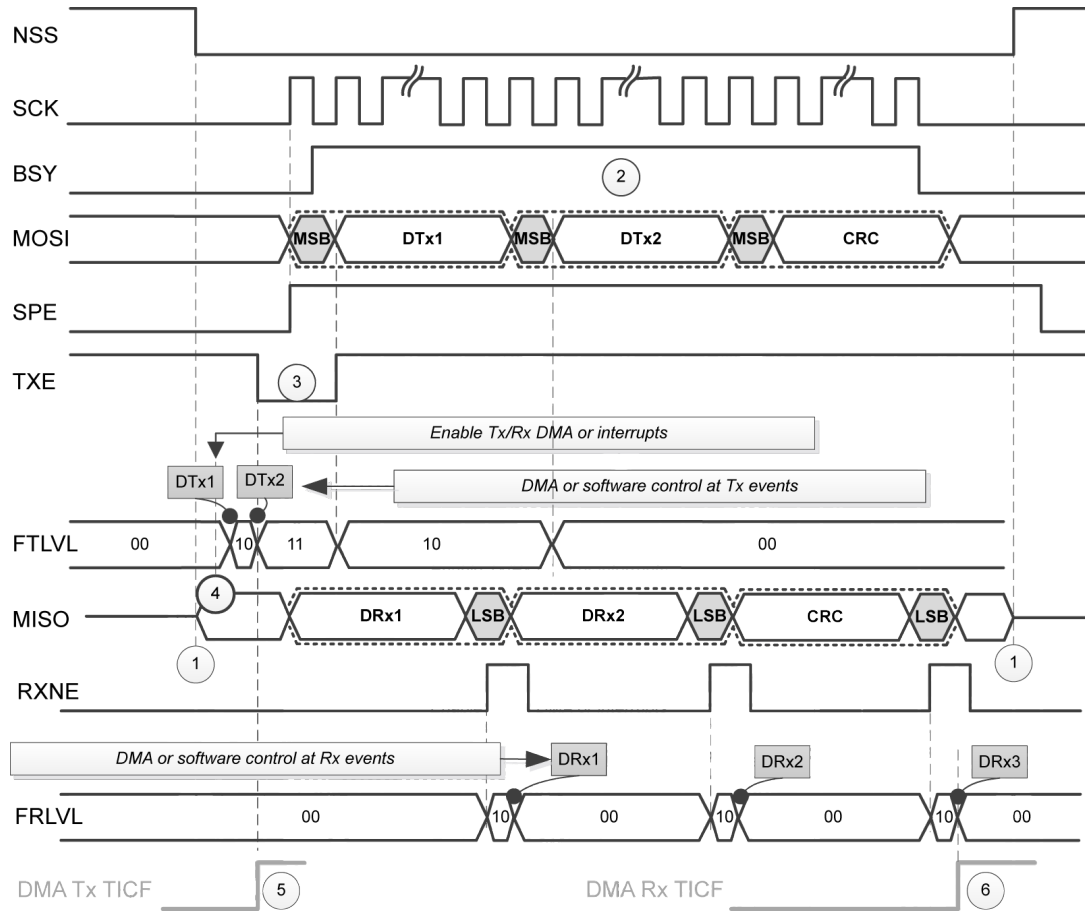 NSS
SCK
BSY
2
MOSI
MSB DTx1 MSB DTx2 MSB CRC
SPE
TXE
3
Enable Tx/Rx DMA or interrupts
DTx1 DTx2
DMA or software control at Tx events
FTLVL
00 10 11 10 00
4
MISO
DRx1 LSB DRx2 LSB CRC LSB
1 1
RXNE
DMA or software control at Rx events
DRx1 DRx2 DRx3
FRLVL
00 10 00 10 00 10 00
DMA Tx TICF 5 DMA Rx TICF 6